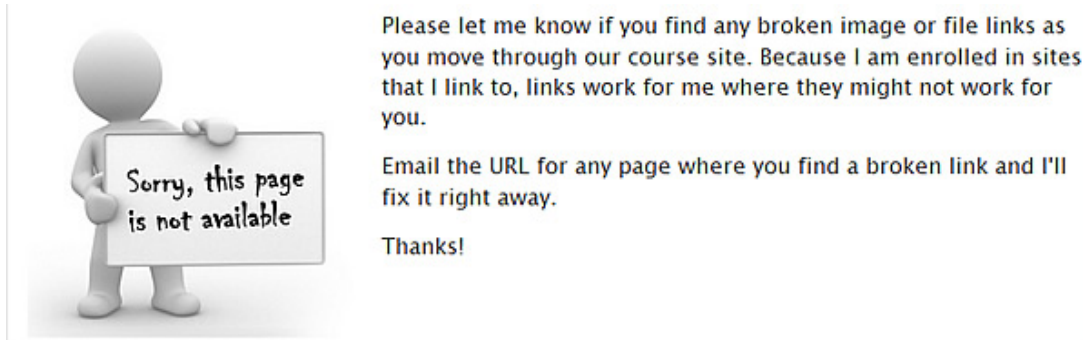 Sorry, this page
is not available
Please let me know if you find any broken image or file links as
you move through our course site. Because I am enrolled in sites
that I link to, links work for me where they might not work for
you.
Email the URL for any page where you find a broken link and I'll
fix it right away.
Thanks!